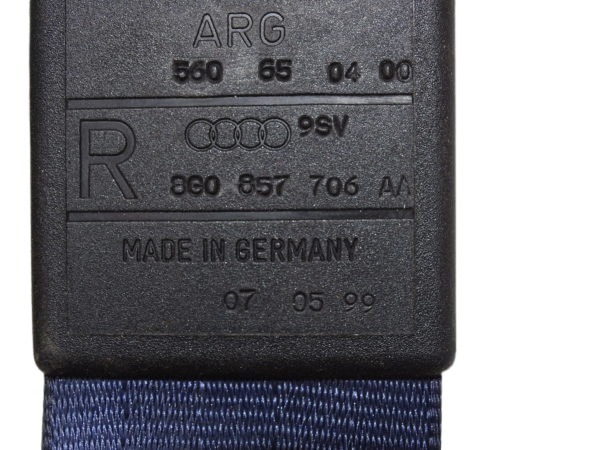 ARG
560 65 04 00
R 9SV
8G0 857 706 AA
MADE IN GERMANY
07 05 99